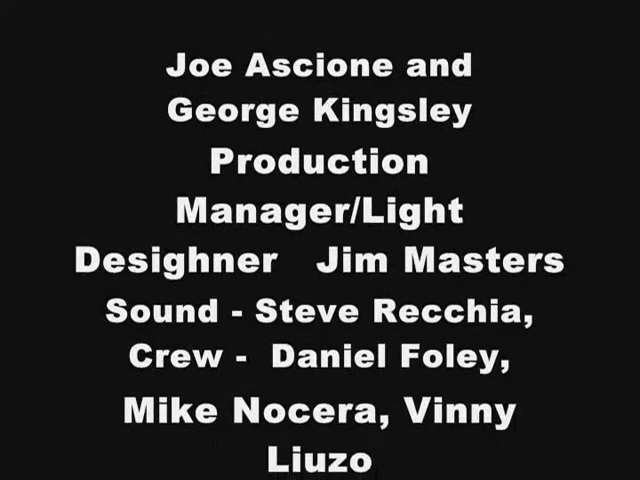 Joe Ascione and
George Kingsley
Production
Manager/Light
Desighner   Jim Masters
Sound - Steve Recchia,
Crew -  Daniel Foley,
Mike Nocera, Vinny
Liuzo